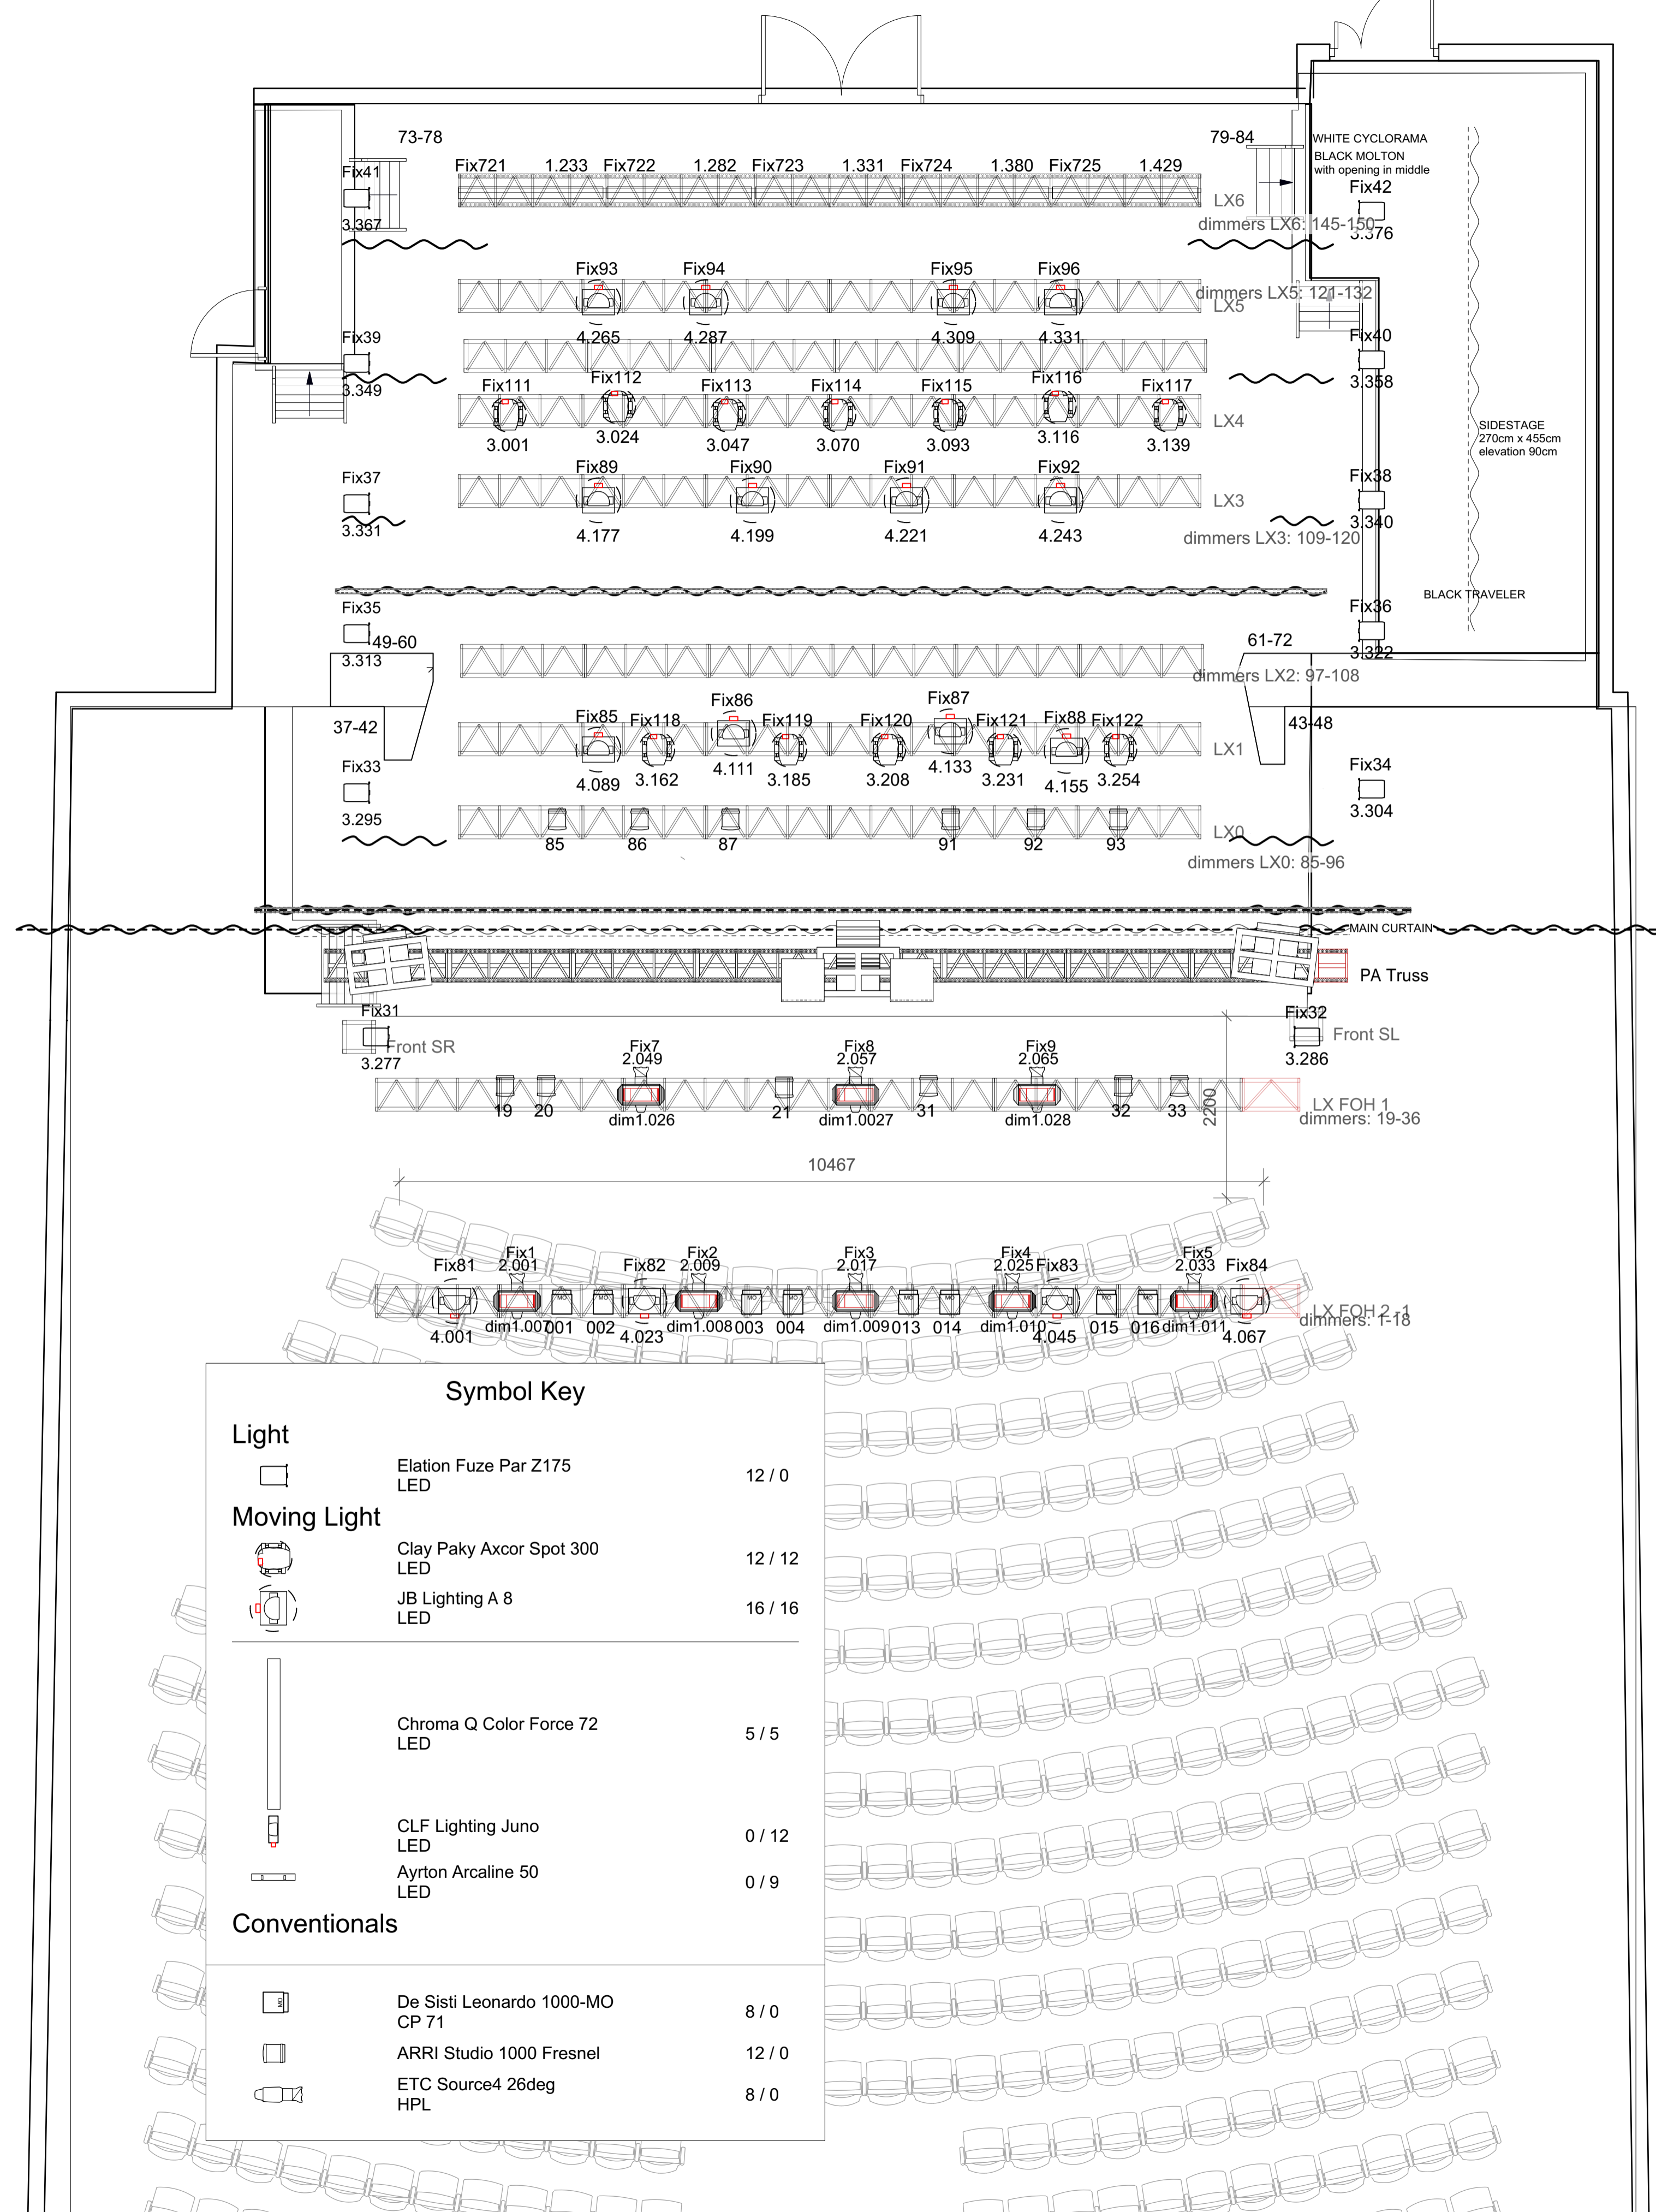 73-78
79-84
WHITE CYCLORAMA
BLACK MOLTON
with opening in middle
Fix721 1.233 Fix722 1.282 Fix723 1.331 Fix724 1.380 Fix725 1.429
Fix41
Fix42
LX6
3.367
dimmers LX6: 145-150
3.376
Fix93 Fix94 Fix95 Fix96
dimmers LX5: 121-132
LX5
4.265 4.287 4.309 4.331
Fix39
Fix40
3.349
3.358
Fix111 Fix112 Fix113 Fix114 Fix115 Fix116 Fix117
LX4
3.001 3.024 3.047 3.070 3.093 3.116 3.139
SIDESTAGE
270cm x 455cm
elevation 90cm
Fix89 Fix90 Fix91 Fix92
Fix37
Fix38
LX3
3.331
3.340
4.177 4.199 4.221 4.243
dimmers LX3: 109-120
BLACK TRAVELER
Fix35
Fix36
49-60
61-72
3.313
3.322
dimmers LX2: 97-108
Fix85 Fix118 Fix86 Fix119 Fix120 Fix87 Fix121 Fix88 Fix122
37-42
43-48
LX1
4.089 3.162 4.111 3.185 3.208 4.133 3.231 4.155 3.254
Fix33
Fix34
3.295
3.304
LX0
85 86 87 91 92 93
dimmers LX0: 85-96
MAIN CURTAIN
PA Truss
Fix31
Fix32
Front SR
Front SL
3.277
3.286
Fix7 Fix8 Fix9
2.049 2.057 2.065
19 20 dim1.026 21 dim1.0027 31 dim1.028 32 33
2200
LX FOH 1
dimmers: 19-36
10467
Fix81 Fix1 Fix82 Fix2 Fix3 Fix4 Fix83 Fix5 Fix84
2.001 2.009 2.017 2.025 2.033
MO MO MO MO MO MO MO MO
LX FOH 2 -1
dimmers: 1-18
4.001 dim1.007 001 002 4.023 dim1.008 003 004 dim1.009 013 014 dim1.010 4.045 015 016 dim1.011 4.067
Symbol Key
Light
Elation Fuze Par Z175
LED
12 / 0
Moving Light
Clay Paky Axcor Spot 300
LED
12 / 12
JB Lighting A 8
LED
16 / 16
Chroma Q Color Force 72
LED
5 / 5
CLF Lighting Juno
LED
0 / 12
Ayrton Arcaline 50
LED
0 / 9
Conventionals
MO
De Sisti Leonardo 1000-MO
CP 71
8 / 0
ARRI Studio 1000 Fresnel
12 / 0
ETC Source4 26deg
HPL
8 / 0